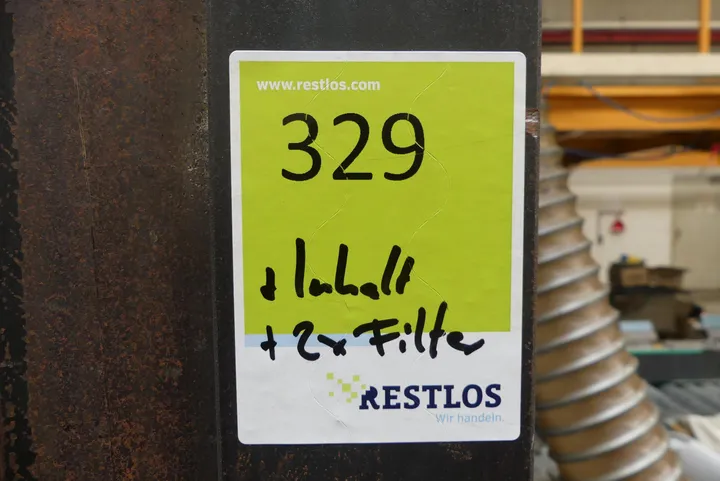 www.restlos.com
329
+ Inhalt
+ 2x Filter
RESTLOS
Wir handeln.